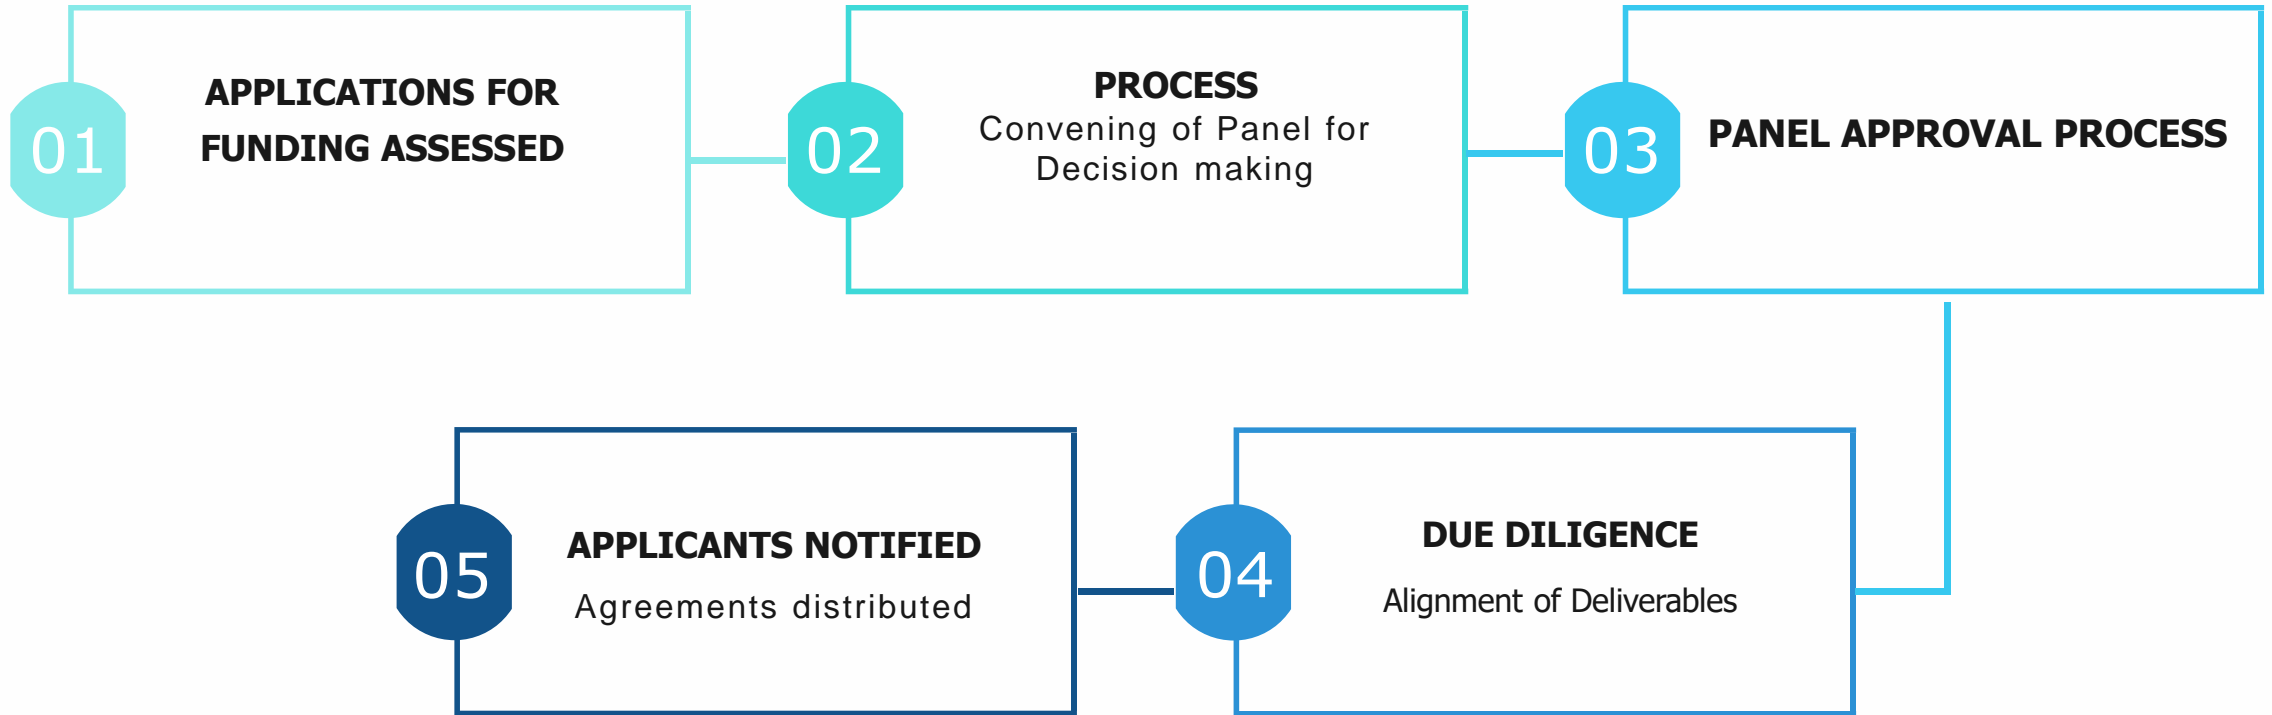 01
APPLICATIONS FOR
FUNDING ASSESSED
02
PROCESS
Convening of Panel for
Decision making
03
PANEL APPROVAL PROCESS
04
DUE DILIGENCE
Alignment of Deliverables
05
APPLICANTS NOTIFIED
Agreements distributed